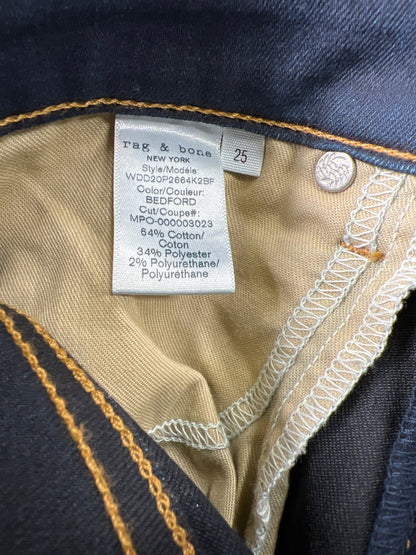 rag & bone
NEW YORK
Style/Modèle
WDD20P2664K2BF
Color/Couleur:
BEDFORD
Cut/Coupe#:
MPO-000003023
64% Cotton/
Coton
34% Polyester
2% Polyurethane/
Polyuréthane/
25